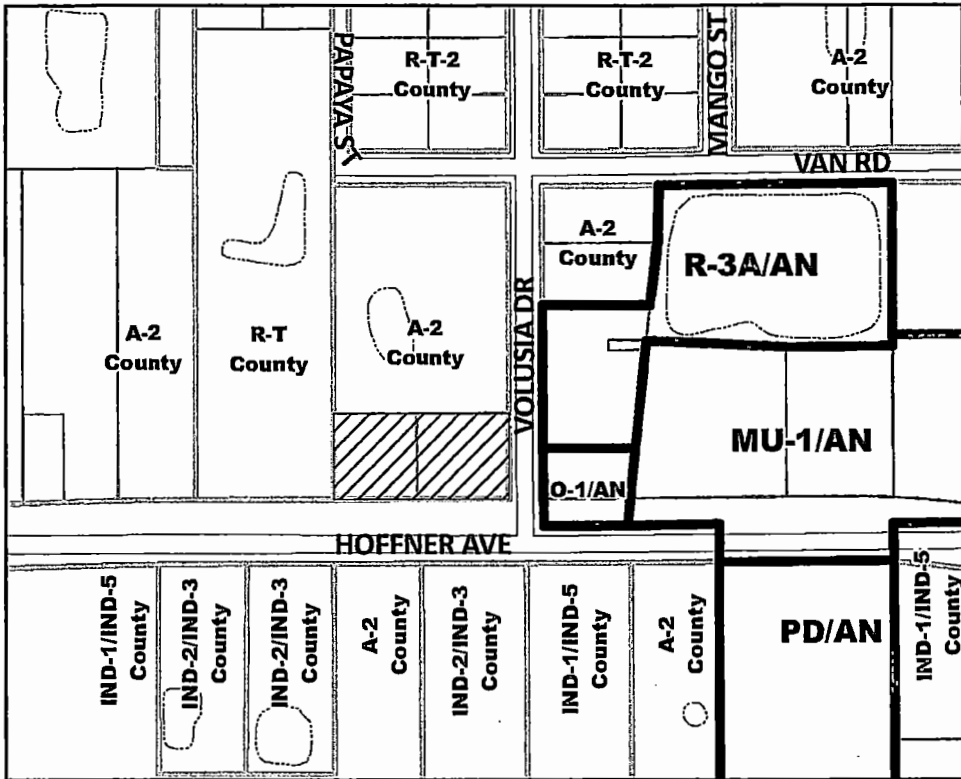 PAPAYA ST
R-T-2
County
R-T-2
County
MANGO ST
A-2
County
VAN RD
A-2
County
R-3A/AN
A-2
County
R-T
County
A-2
County
VOLUSIA DR
MU-1/AN
O-1/AN
HOFFNER AVE
IND-1/IND-5
County
IND-2/IND-3
County
IND-2/IND-3
County
A-2
County
IND-2/IND-3
County
IND-1/IND-5
County
A-2
County
PD/AN
IND-1/IND-5
County